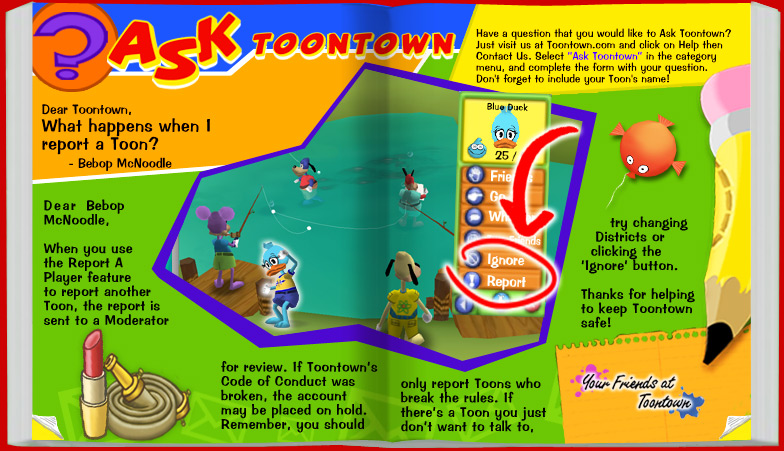 ?
ASK TOONTOWN
Have a question that you would like to Ask Toontown?
Just visit us at Toontown.com and click on Help then
Contact Us. Select "Ask Toontown" in the category
menu, and complete the form with your question.
Don't forget to include your Toon's name!
Dear Toontown,
What happens when I
report a Toon?
- Bebop McNoodle
Dear Bebop
McNoodle,
When you use
the Report A
Player feature
to report another
Toon, the report is
sent to a Moderator
for review. If Toontown's
Code of Conduct was
broken, the account
may be placed on hold.
Remember, you should
only report Toons who
break the rules. If
there's a Toon you just
don't want to talk to,
try changing
Districts or
clicking the
'Ignore' button.
Thanks for helping
to keep Toontown
safe!
Your Friends at
Toontown
Blue Duck
25 /
Frie
Go
Wh
Ignore
Report